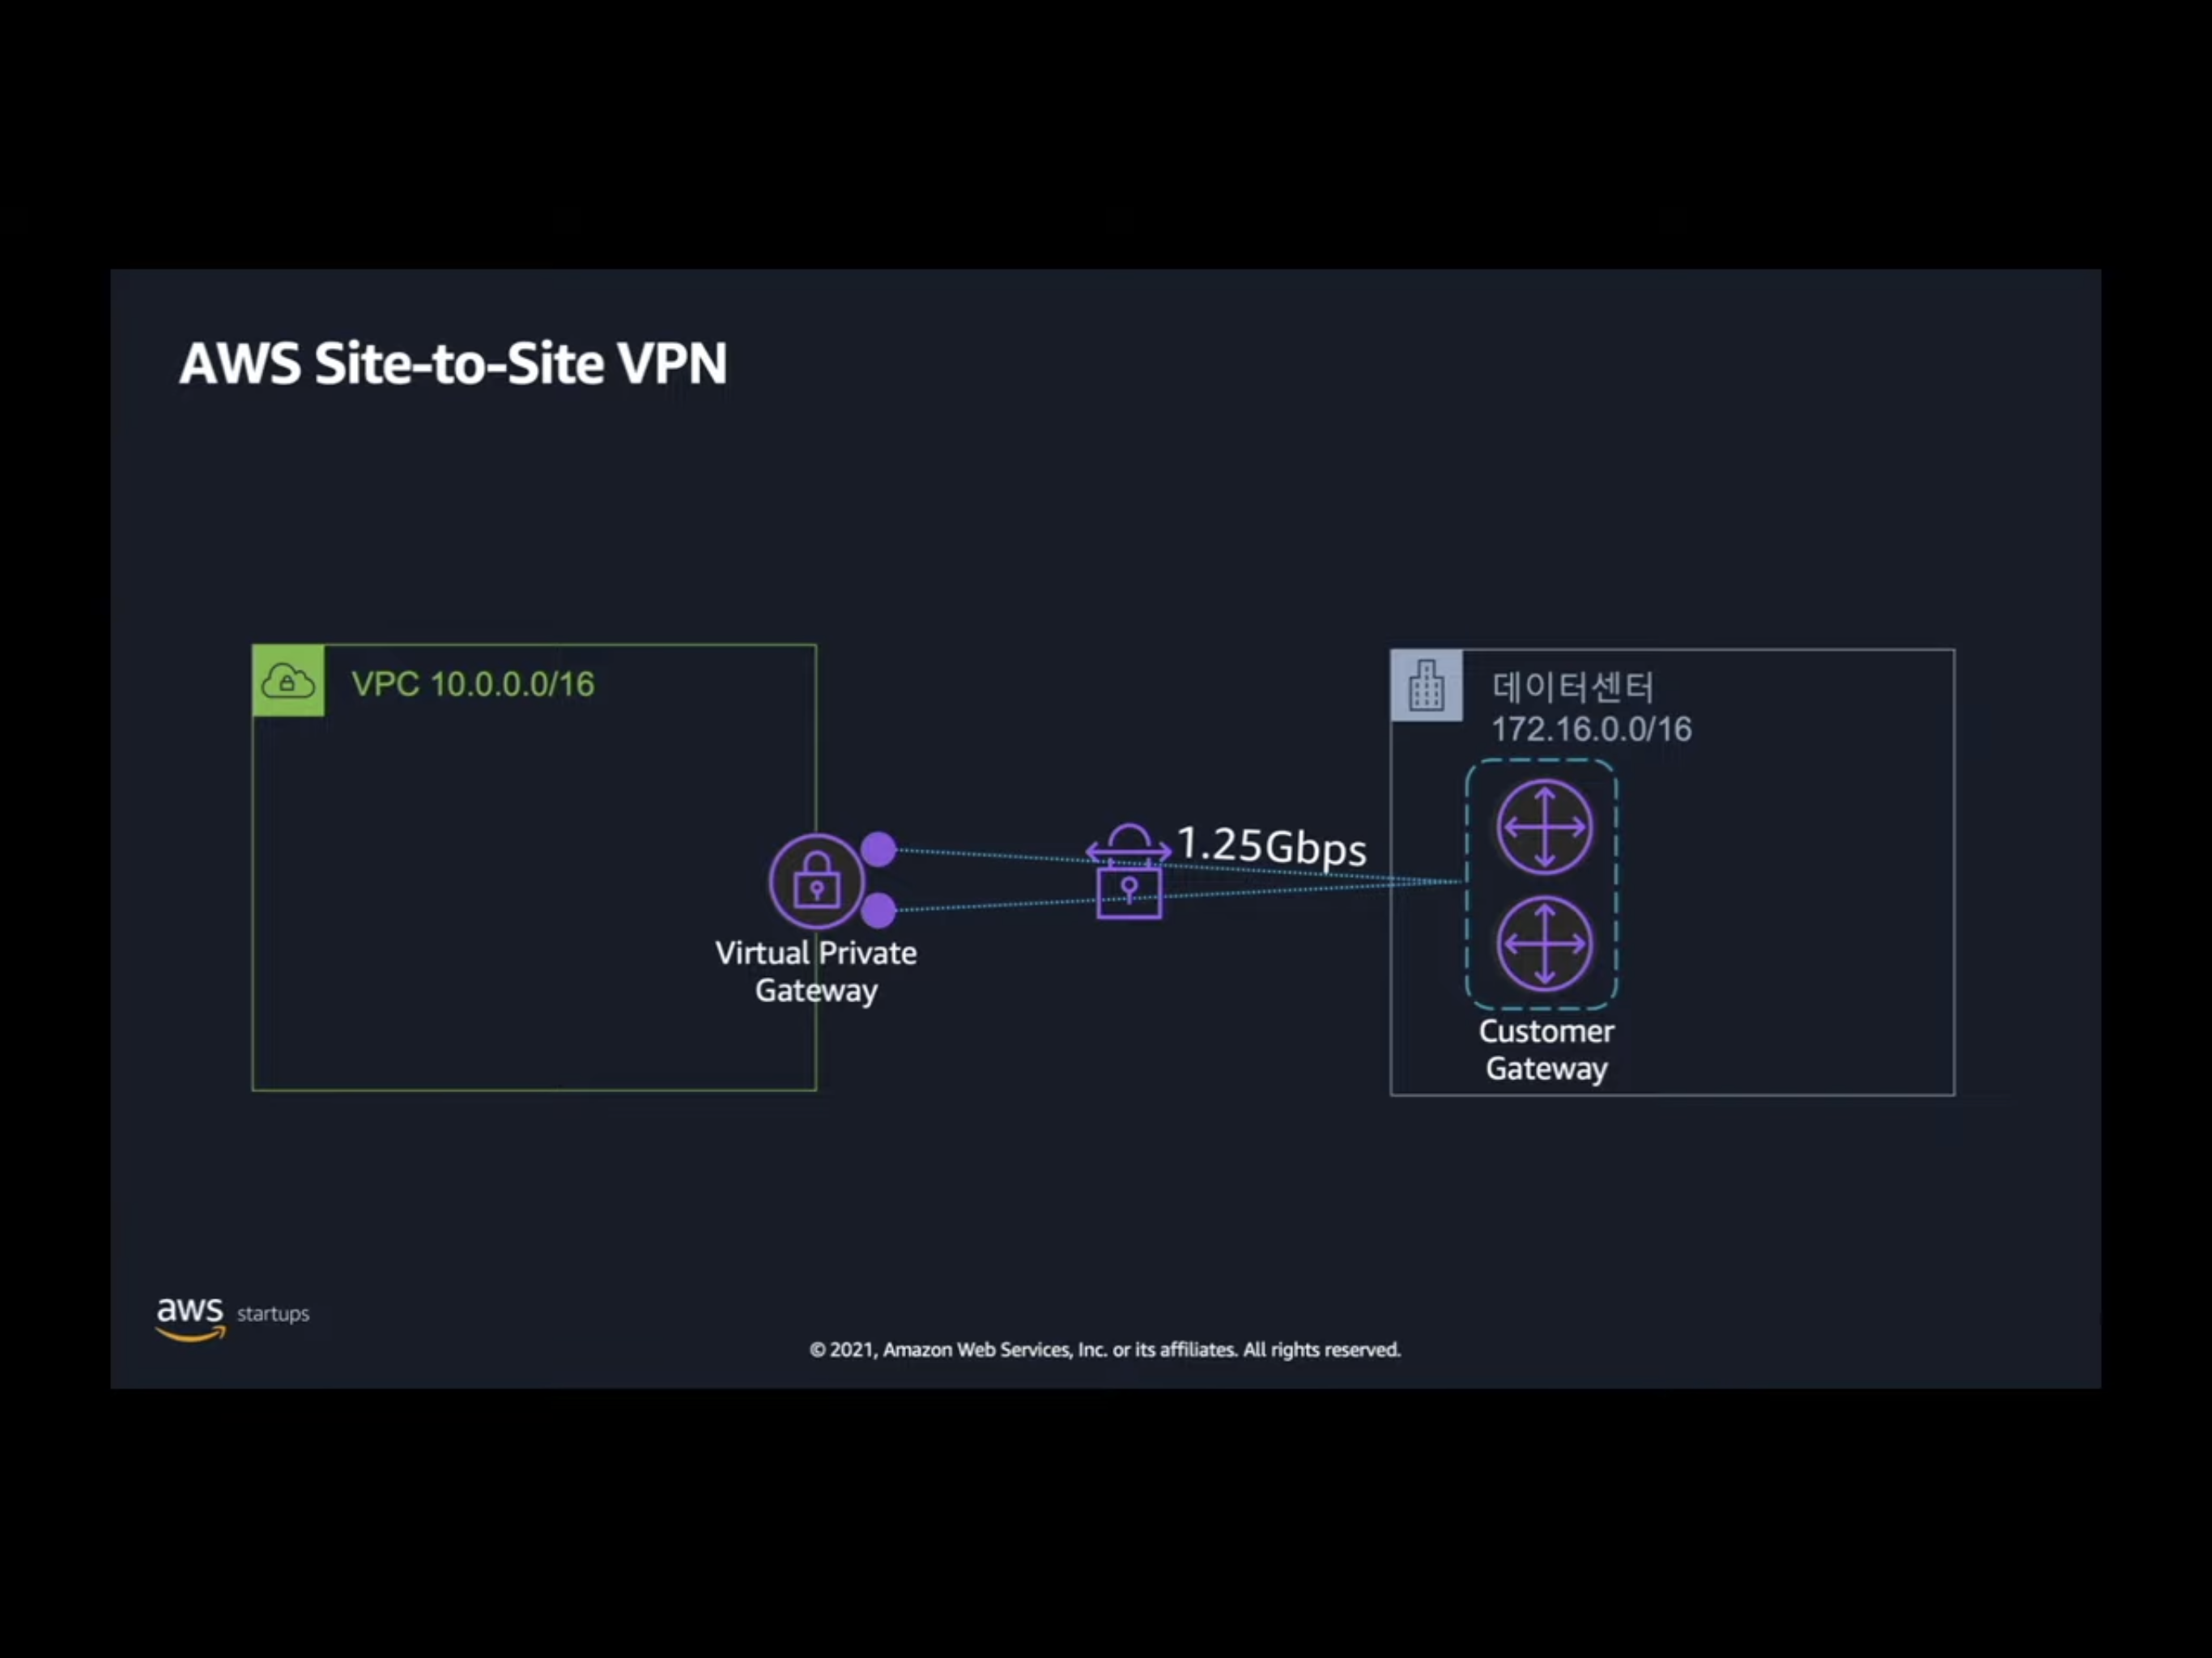 AWS Site-to-Site VPN
VPC 10.0.0.0/16
데이터센터
172.16.0.0/16
1.25Gbps
Virtual Private
Gateway
Customer
Gateway
aws startups
© 2021, Amazon Web Services, Inc. or its affiliates. All rights reserved.